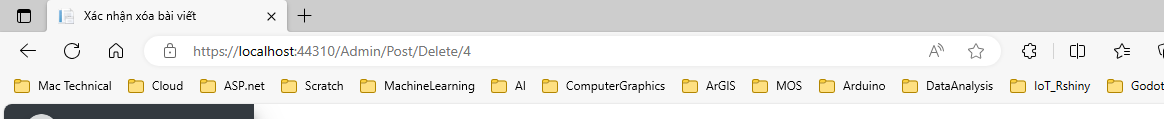 Xác nhận xóa bài viết
https://localhost:44310/Admin/Post/Delete/4
Mac Technical Cloud ASP.net Scratch MachineLearning AI ComputerGraphics ArGIS MOS Arduino DataAnalysis IoT_Rshiny Godot